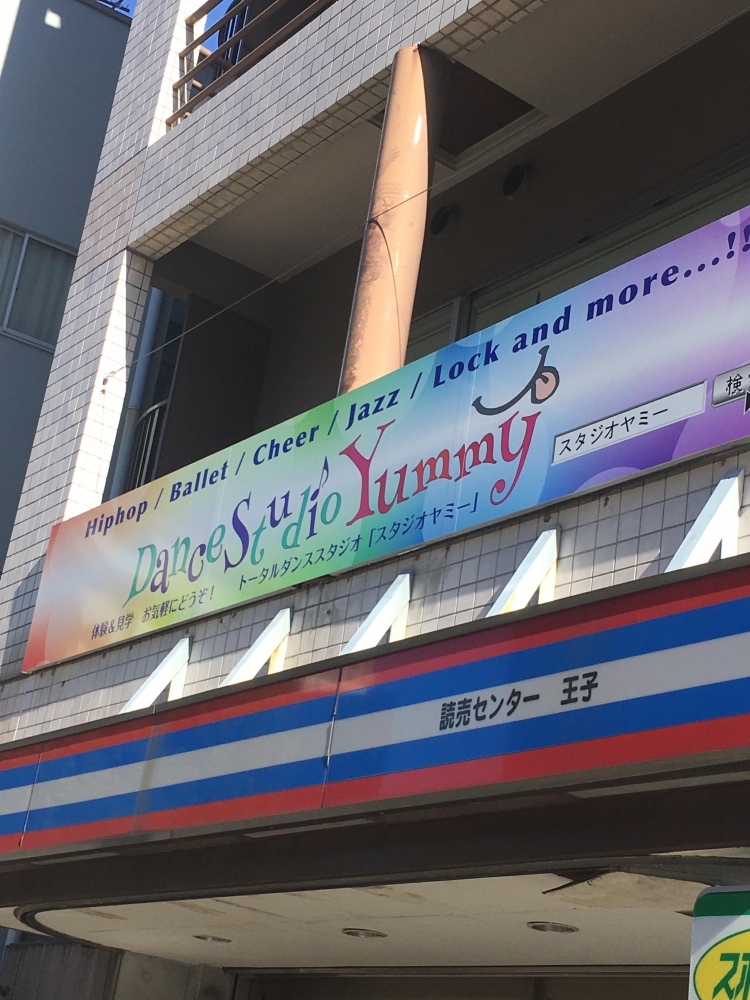 Hiphop / Ballet / Cheer / Jazz / Lock and more...!!
Dance Studio Yummy
スタジオヤミー
検
体験&見学 お気軽にどうぞ! トータルダンススタジオ「スタジオヤミー」
読売センター 王子